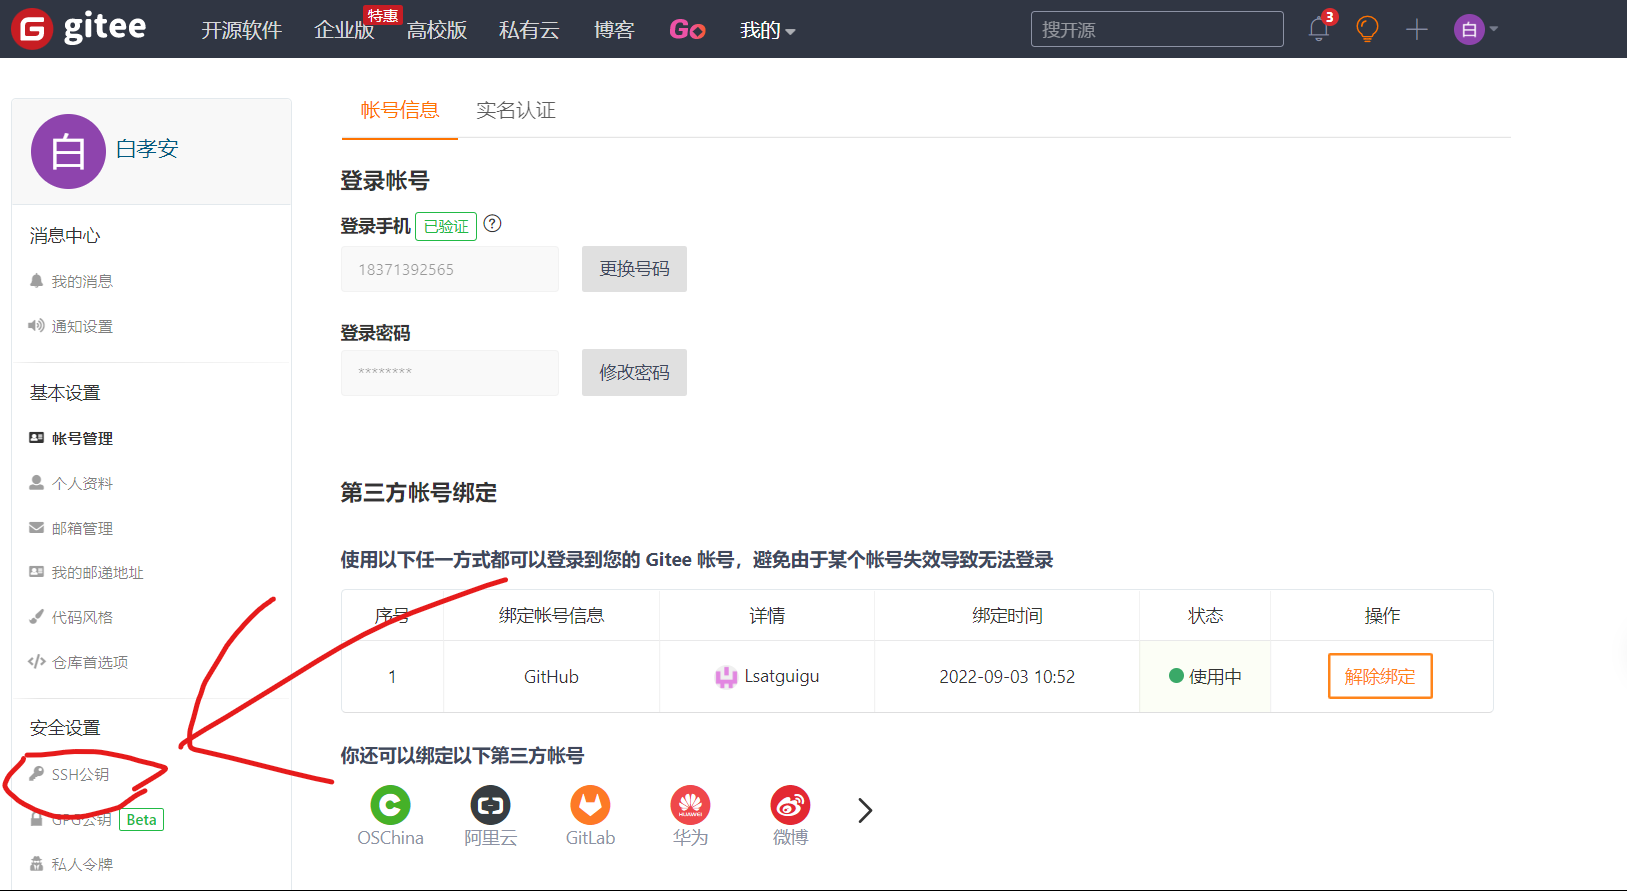 gitee 开源软件 企业版 特惠 高校版 私有云 博客 Go 我的 搜开源 3 白
白 白孝安
消息中心
我的消息
通知设置
基本设置
帐号管理
个人资料
邮箱管理
我的邮递地址
代码风格
仓库首选项
安全设置
SSH公钥
GPG公钥 Beta
私人令牌
帐号信息 实名认证
登录帐号
登录手机 已验证 ?
18371392565 更换号码
登录密码
******** 修改密码
第三方帐号绑定
使用以下任一方式都可以登录到您的 Gitee 帐号，避免由于某个帐号失效导致无法登录
序号 绑定帐号信息 详情 绑定时间 状态 操作
1 GitHub Lsatguigu 2022-09-03 10:52 使用中 解除绑定
你还可以绑定以下第三方帐号
OSChina 阿里云 GitLab 华为 微博